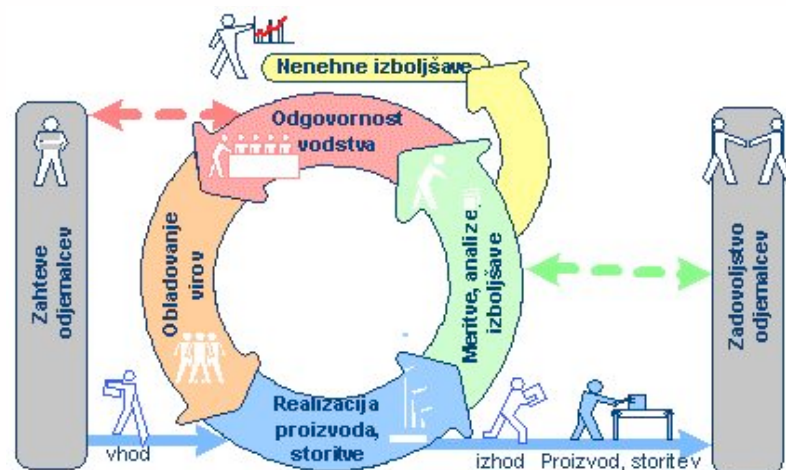 Nenehne izboljšave
Odgovornost
vodstva
Zahteve
odjemalcev
Obladovanje
virov
Meritve, analize,
izboljšave
Zadovoljstvo
odjemalcev
Realizacija
proizvoda,
storitve
vhod
izhod
Proizvod, storitev